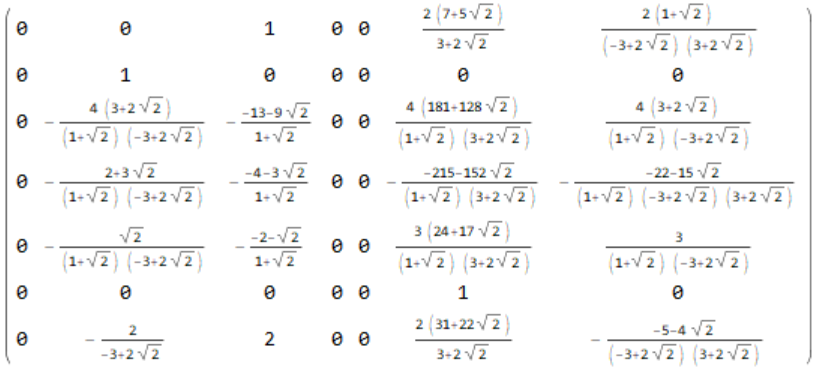 0 0 1 0 0 2 (7+5√2)/(3+2√2) 2 (1+√2)/((-3+2√2) (3+2√2))
0 1 0 0 0 0 0
0 -4 (3+2√2)/((1+√2) (-3+2√2)) --13-9√2/(1+√2) 0 0 4 (181+128√2)/((1+√2) (3+2√2)) 4 (3+2√2)/((1+√2) (-3+2√2))
0 -(2+3√2)/((1+√2) (-3+2√2)) -(-4-3√2)/(1+√2) 0 0 -(-215-152√2)/((1+√2) (3+2√2)) -(-22-15√2)/((1+√2) (-3+2√2) (3+2√2))
0 -√2/((1+√2) (-3+2√2)) -(-2-√2)/(1+√2) 0 0 3 (24+17√2)/((1+√2) (3+2√2)) 3/((1+√2) (-3+2√2))
0 0 0 0 0 1 0
0 -2/(-3+2√2) 2 0 0 2 (31+22√2)/(3+2√2) -(-5-4√2)/((-3+2√2) (3+2√2))